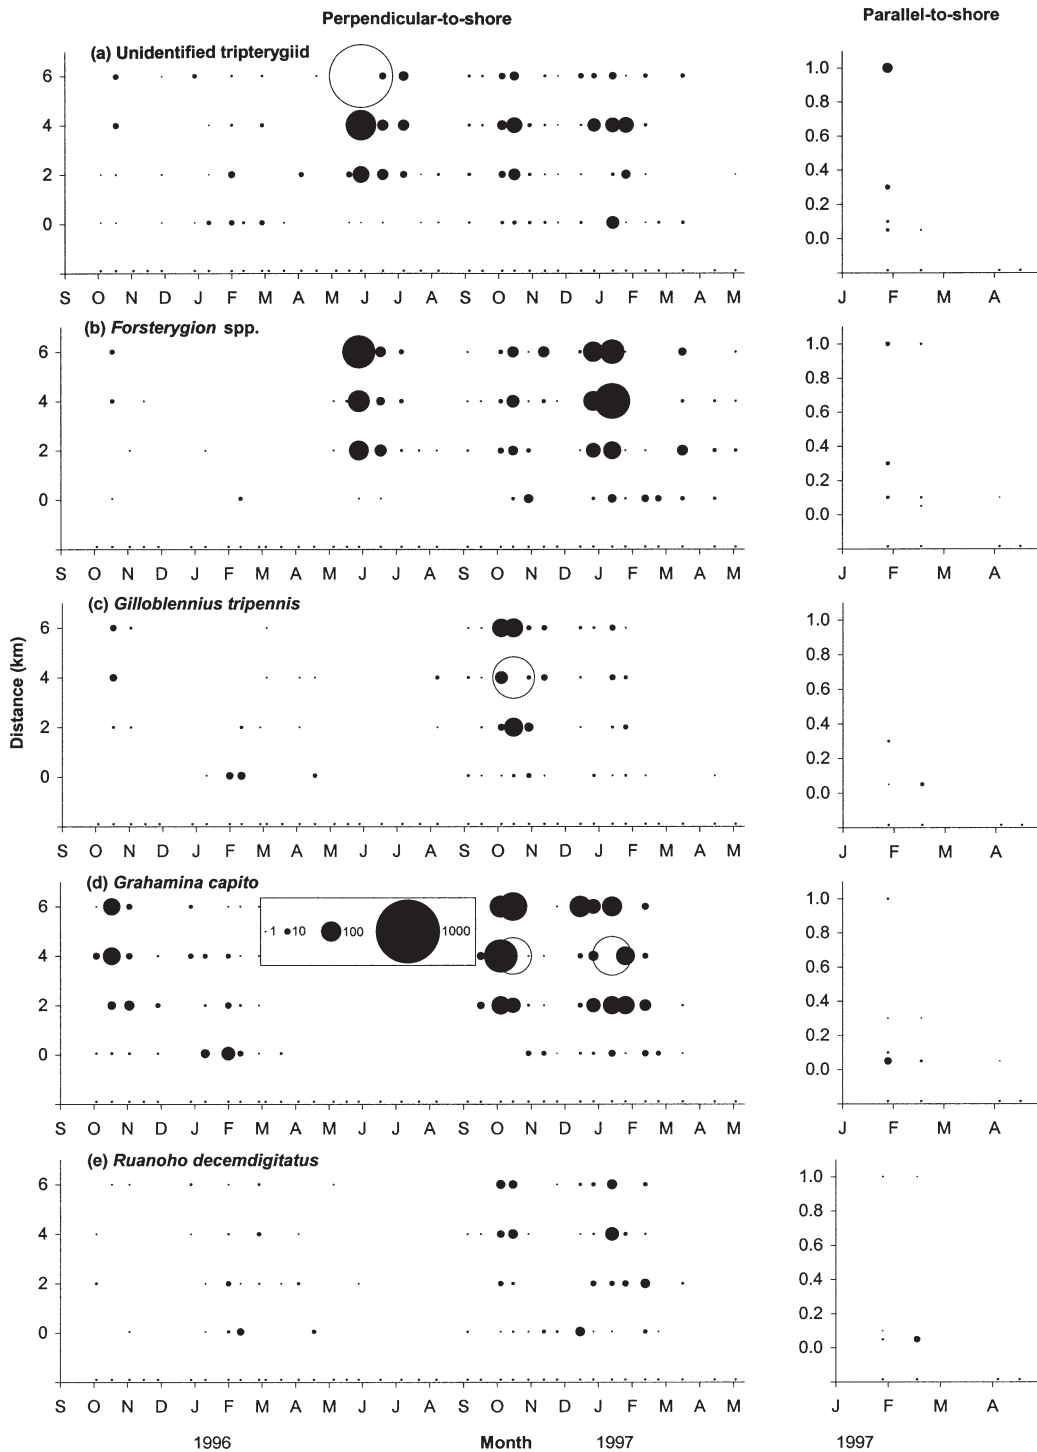 Perpendicular-to-shore
Parallel-to-shore
(a) Unidentified tripterygiid
6
4
2
0
S O N D J F M A M J J A S O N D J F M A M
1.0
0.8
0.6
0.4
0.2
0.0
J F M A
(b) Forsterygion spp.
6
4
2
0
S O N D J F M A M J J A S O N D J F M A M
1.0
0.8
0.6
0.4
0.2
0.0
J F M A
Distance (km)
(c) Gilloblennius tripennis
6
4
2
0
S O N D J F M A M J J A S O N D J F M A M
1.0
0.8
0.6
0.4
0.2
0.0
J F M A
(d) Grahamina capito
1 10 100 1000
6
4
2
0
S O N D J F M A M J J A S O N D J F M A M
1.0
0.8
0.6
0.4
0.2
0.0
J F M A
(e) Ruanoho decemdigitatus
6
4
2
0
S O N D J F M A M J J A S O N D J F M A M
1.0
0.8
0.6
0.4
0.2
0.0
J F M A
1996 Month 1997 1997